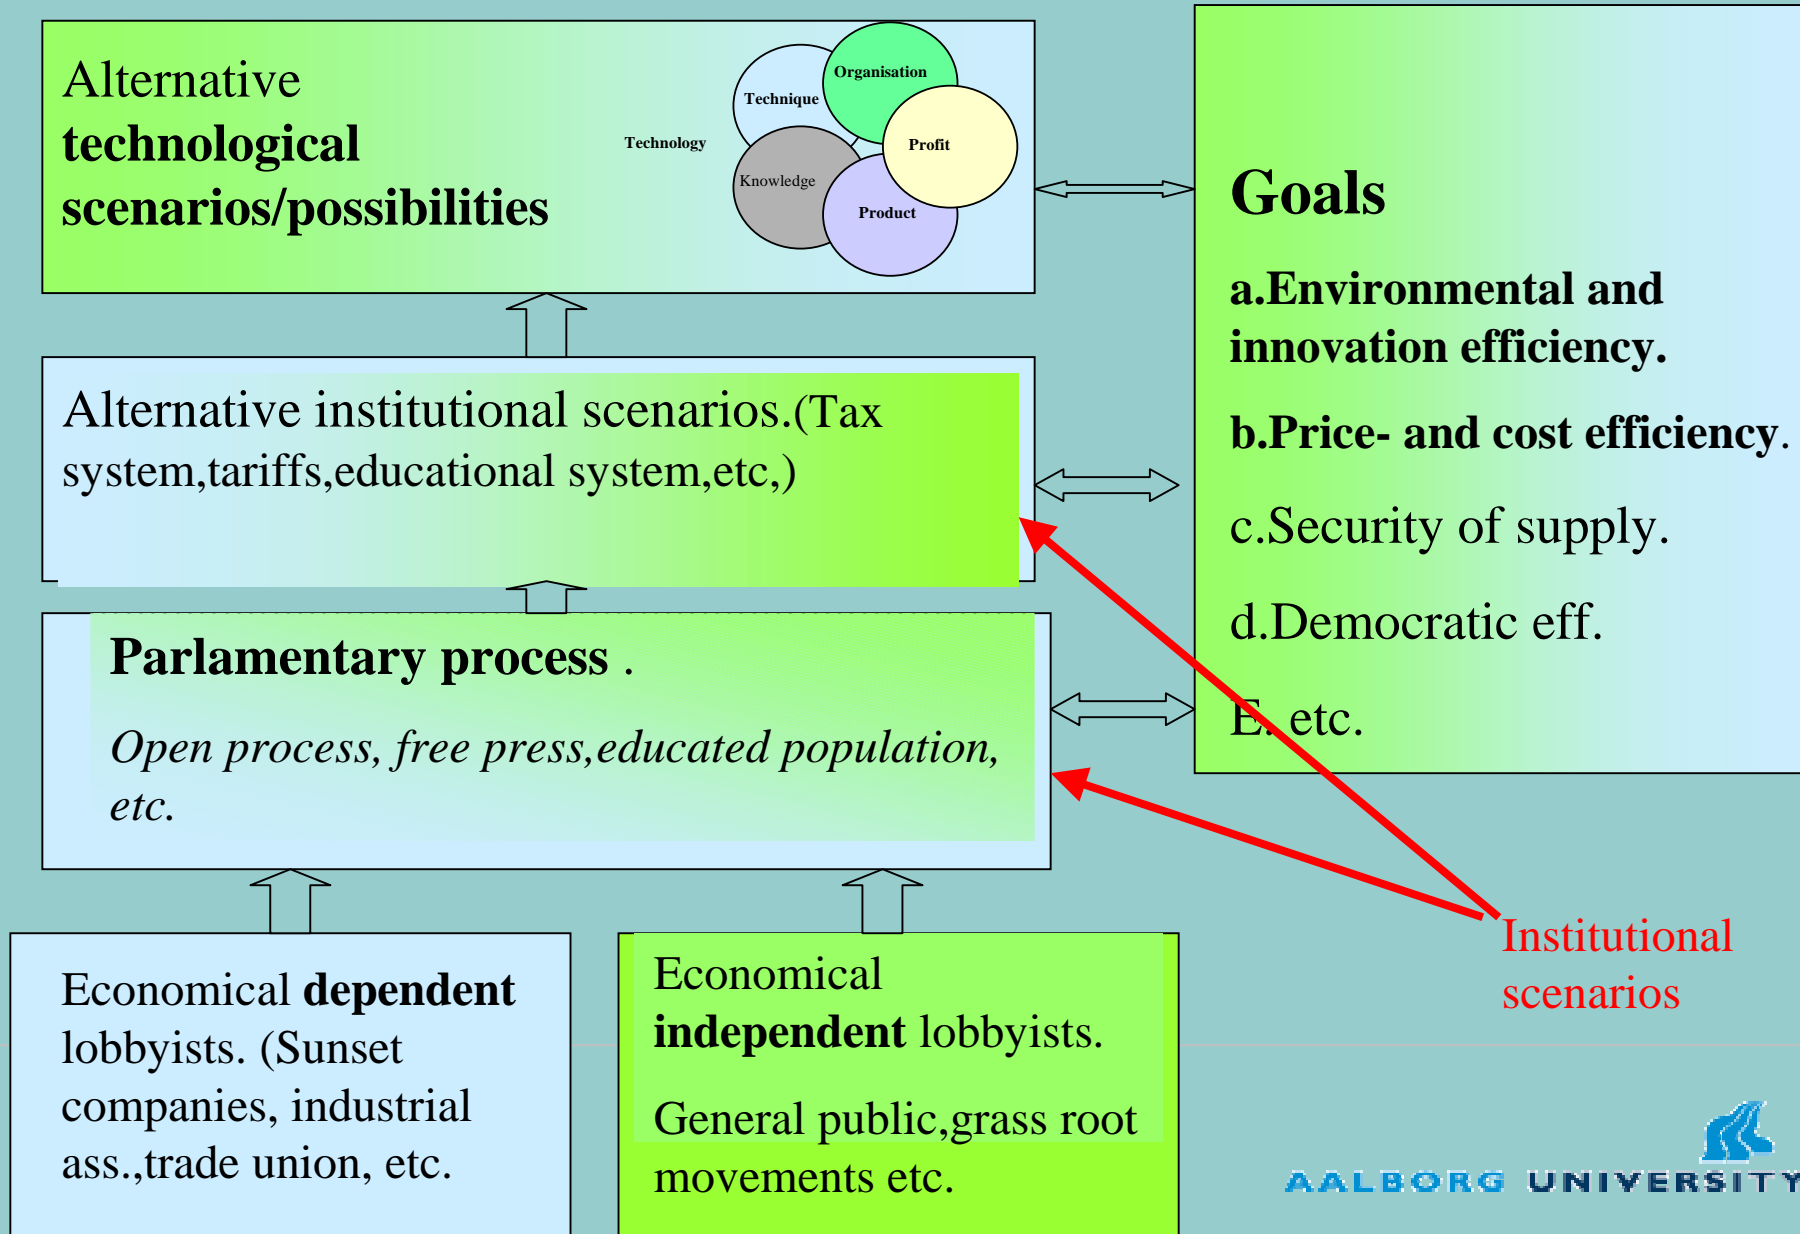 Alternative
technological
scenarios/possibilities
Technology
Organisation
Technique
Profit
Knowledge
Product
Goals
a.Environmental and
innovation efficiency.
b.Price- and cost efficiency.
c.Security of supply.
d.Democratic eff.
E. etc.
Alternative institutional scenarios.(Tax
system,tariffs,educational system,etc,)
Parlamentary process .
Open process, free press,educated population,
etc.
Economical dependent
lobbyists. (Sunset
companies, industrial
ass.,trade union, etc.
Economical
independent lobbyists.
General public,grass root
movements etc.
Institutional
scenarios
AALBORG UNIVERSITY